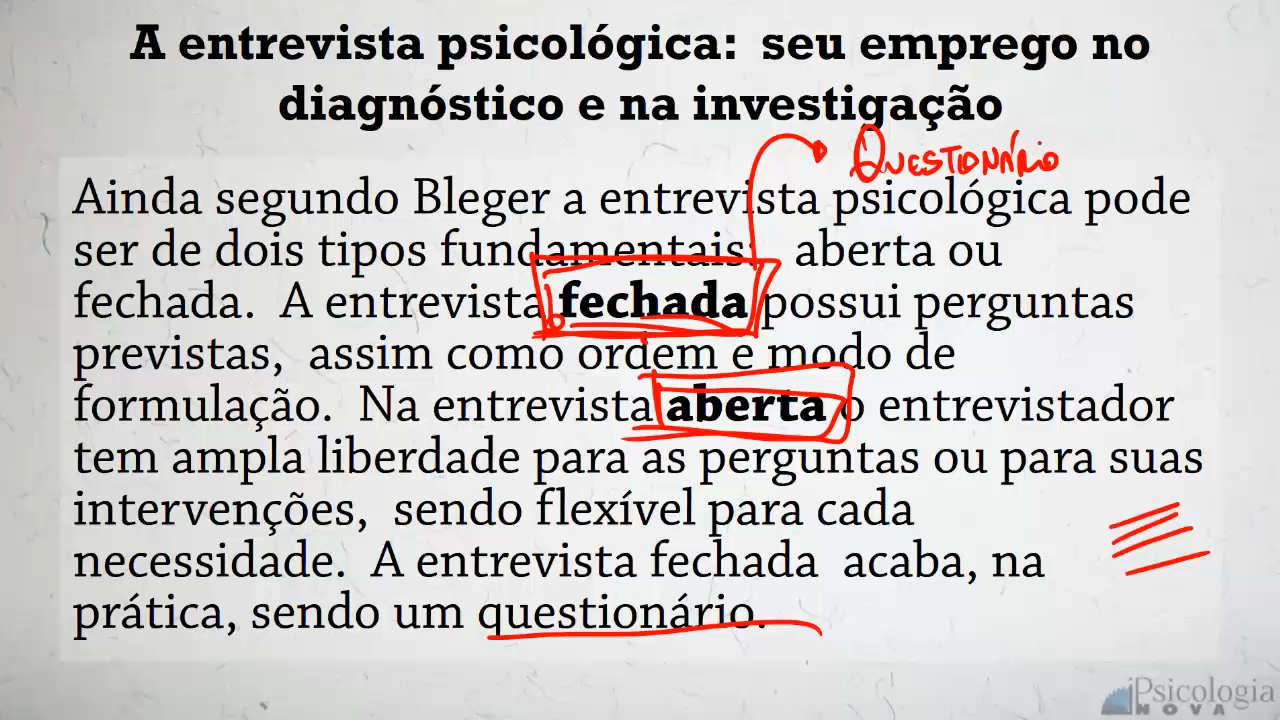 A entrevista psicológica: seu emprego no
diagnóstico e na investigação
QUESTIONÁRIO
Ainda segundo Bleger a entrevista psicológica pode
ser de dois tipos fundamentais: aberta ou
fechada. A entrevista fechada possui perguntas
previstas, assim como ordem e modo de
formulação. Na entrevista aberta o entrevistador
tem ampla liberdade para as perguntas ou para suas
intervenções, sendo flexível para cada
necessidade. A entrevista fechada acaba, na
prática, sendo um questionário.
Psicologia
NOVA